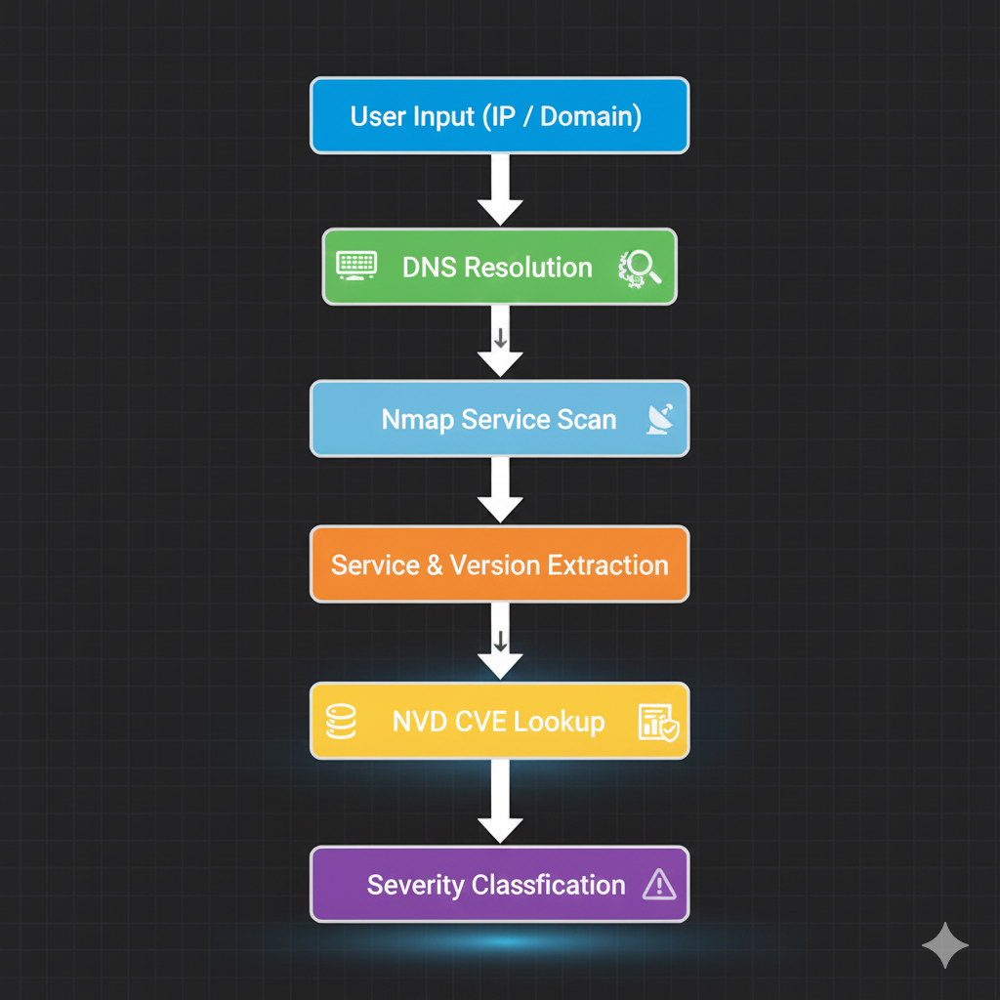 User Input (IP / Domain)
DNS Resolution
Nmap Service Scan
Service & Version Extraction
NVD CVE Lookup
Severity Classfication